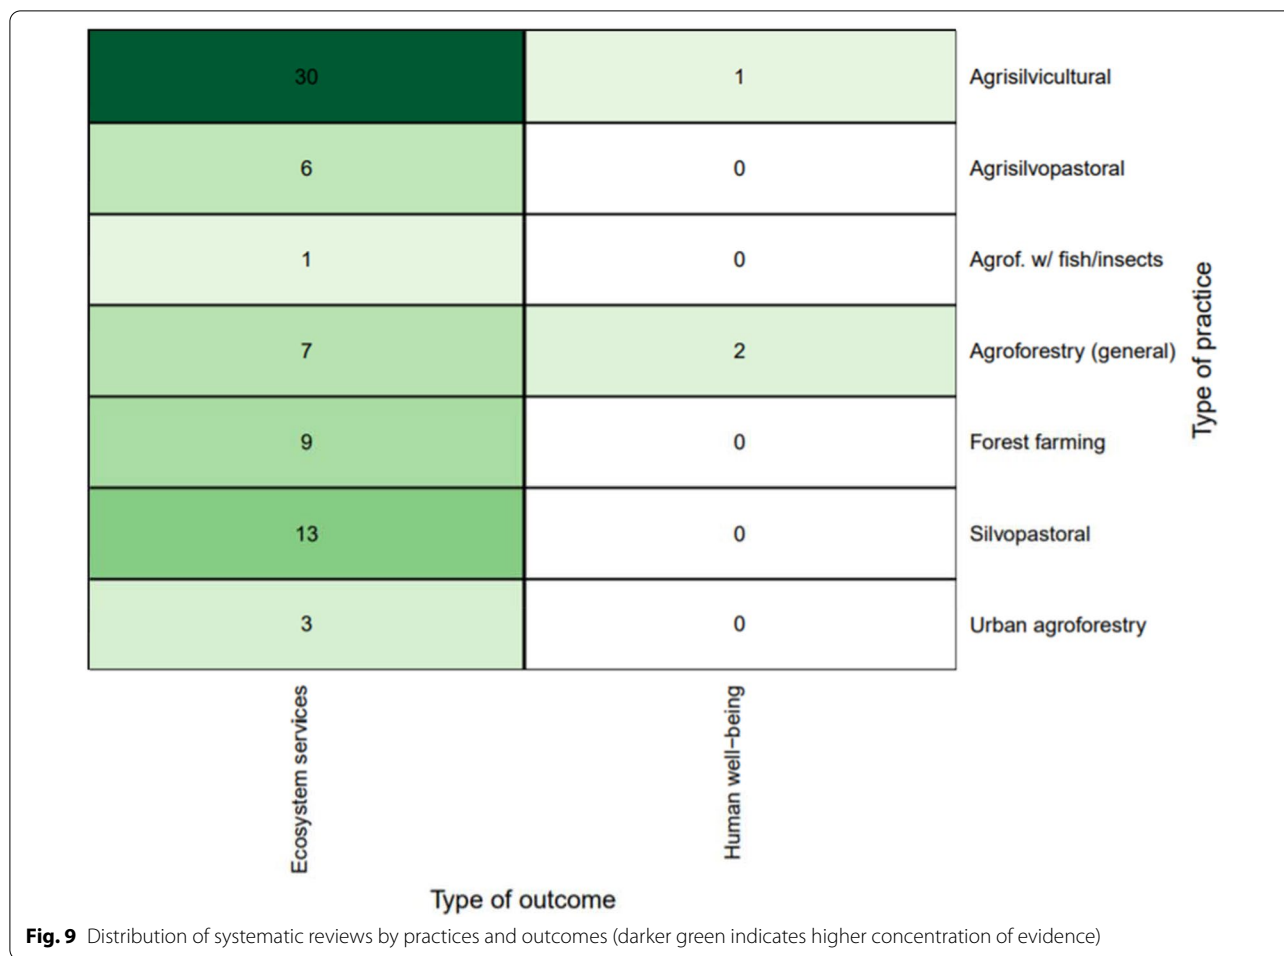 30 1 Agrisilvicultural
6 0 Agrisilvopastoral
1 0 Agrof. w/ fish/insects
7 2 Agroforestry (general)
9 0 Forest farming
13 0 Silvopastoral
3 0 Urban agroforestry
Type of practice
Ecosystem services
Human well−being
Type of outcome
Fig. 9 Distribution of systematic reviews by practices and outcomes (darker green indicates higher concentration of evidence)